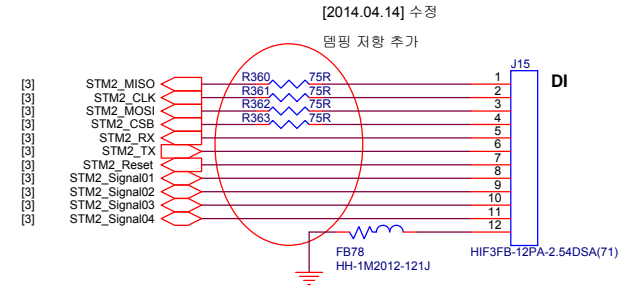 [2014.04.14] 수정
뎀핑 저항 추가
J15
DI
[3] STM2_MISO R360 75R 1
[3] STM2_CLK R361 75R 2
[3] STM2_MOSI R362 75R 3
[3] STM2_CSB R363 75R 4
[3] STM2_RX 5
[3] STM2_TX 6
[3] STM2_Reset 7
[3] STM2_Signal01 8
[3] STM2_Signal02 9
[3] STM2_Signal03 10
[3] STM2_Signal04 11
12
FB78
HH-1M2012-121J
HIF3FB-12PA-2.54DSA(71)